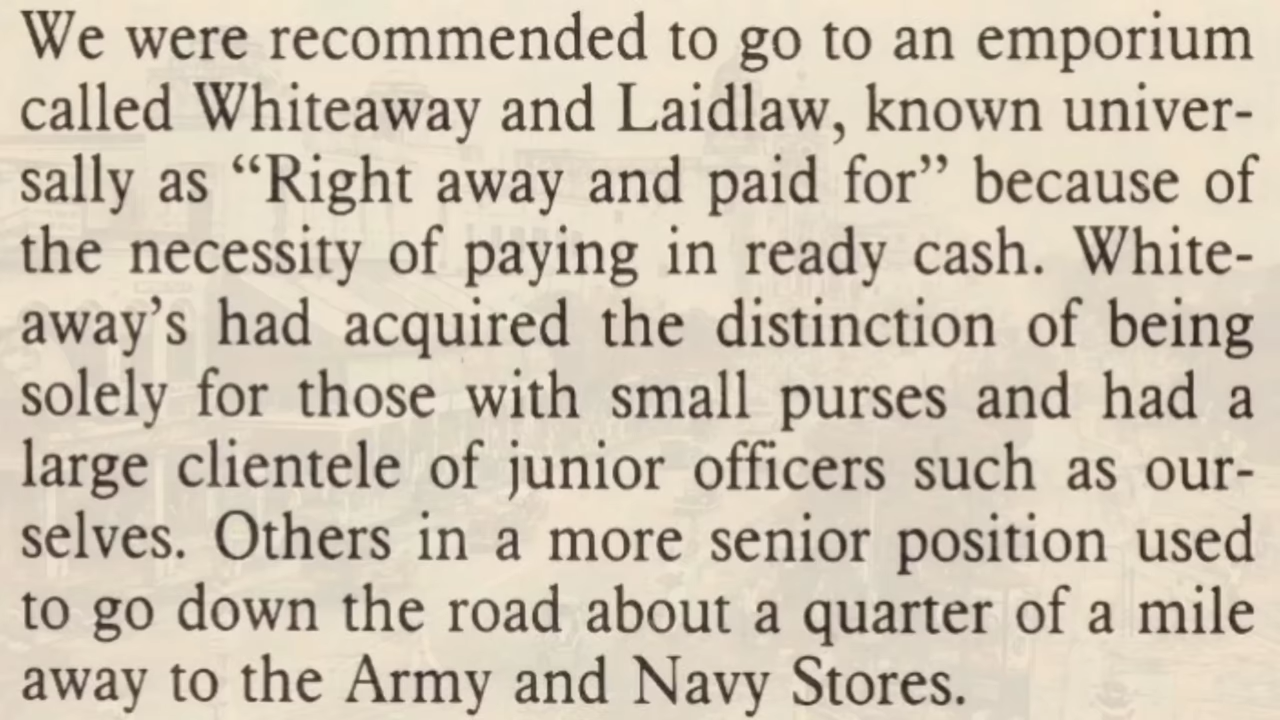 We were recommended to go to an emporium
called Whiteaway and Laidlaw, known univer-
sally as “Right away and paid for” because of
the necessity of paying in ready cash. White-
away’s had acquired the distinction of being
solely for those with small purses and had a
large clientele of junior officers such as our-
selves. Others in a more senior position used
to go down the road about a quarter of a mile
away to the Army and Navy Stores.